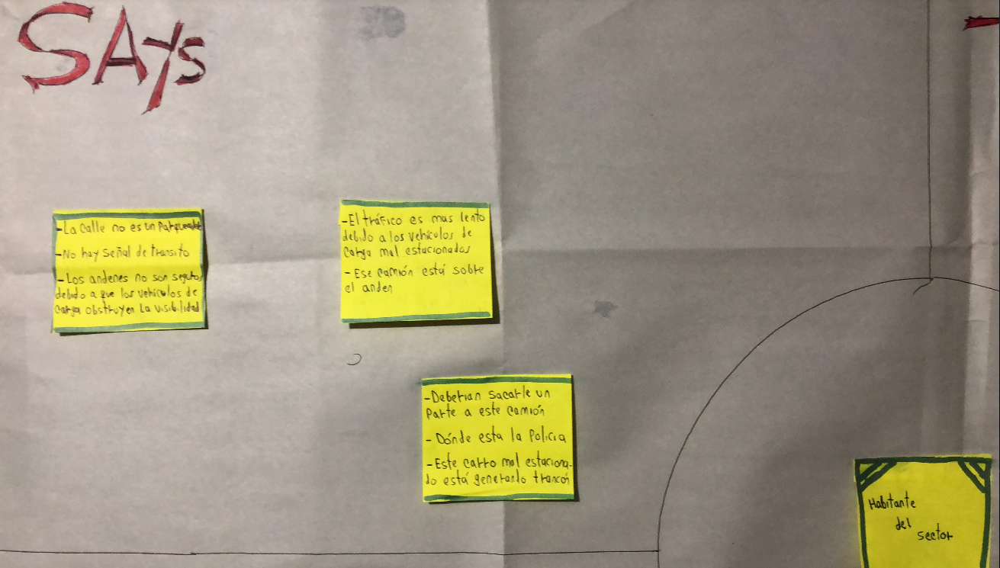 SAys
-La calle no es un Parqueadero
-No hay señal de transito
-Los andenes no son seguros
debido a que los vehículos de
carga obstruyen la visibilidad
-El tráfico es mas lento
debido a los vehículos de
carga mal estacionados
- Ese camión está sobre
el anden
-Deberian sacarle un
Parte a este camión
- Dónde esta la Policia
-Este carro mal estaciona-
do está generando trancón
Habitante
del
sector